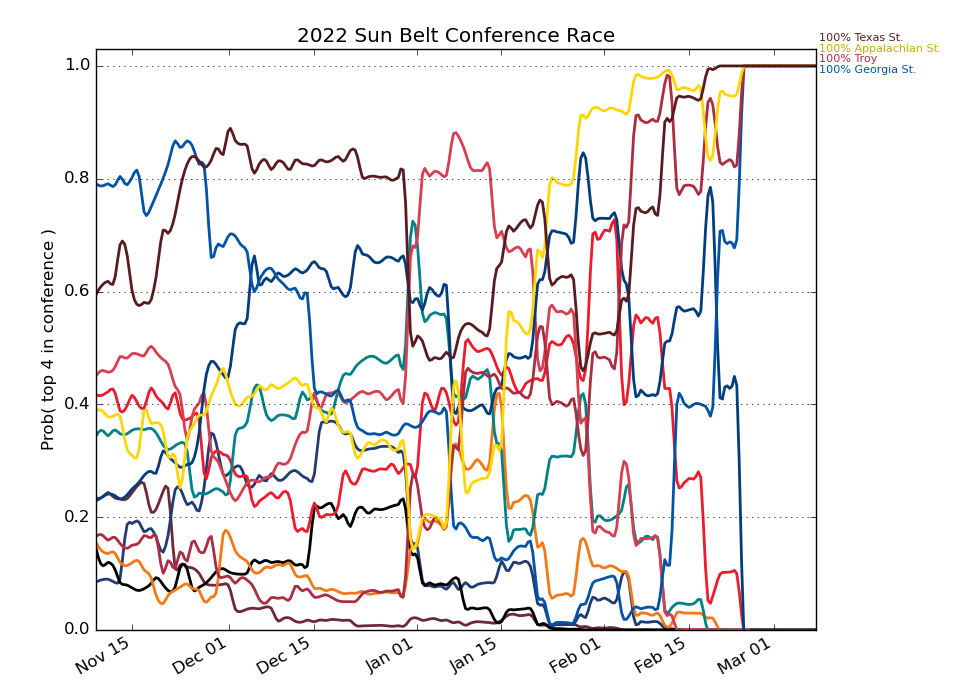 2022 Sun Belt Conference Race
100% Texas St.
100% Appalachian St.
100% Troy
100% Georgia St.
Prob( top 4 in conference )
1.0
0.8
0.6
0.4
0.2
0.0
Nov 15
Dec 01
Dec 15
Jan 01
Jan 15
Feb 01
Feb 15
Mar 01